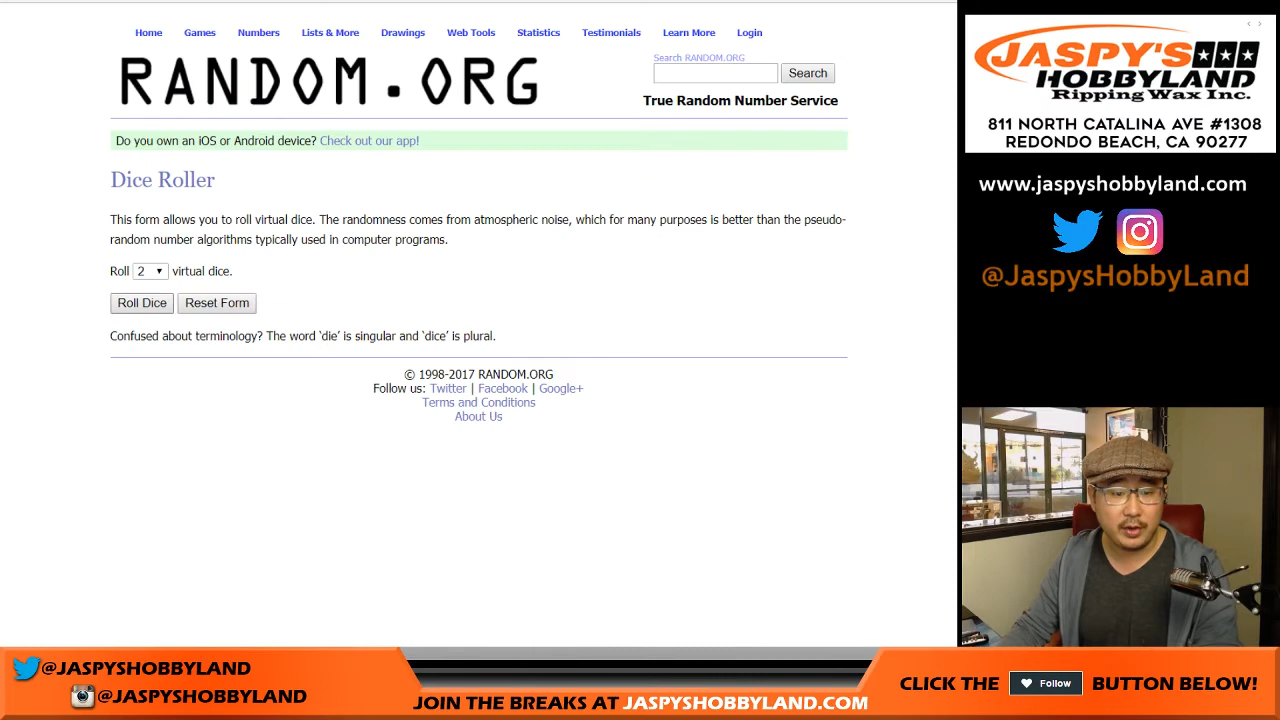 Home Games Numbers Lists & More Drawings Web Tools Statistics Testimonials Learn More Login
RANDOM.ORG
Search RANDOM.ORG
Search
True Random Number Service
Do you own an iOS or Android device? Check out our app!
Dice Roller
This form allows you to roll virtual dice. The randomness comes from atmospheric noise, which for many purposes is better than the pseudo-
random number algorithms typically used in computer programs.
Roll 2 virtual dice.
Roll Dice Reset Form
Confused about terminology? The word ‘die’ is singular and ‘dice’ is plural.
© 1998-2017 RANDOM.ORG
Follow us: Twitter | Facebook | Google+
Terms and Conditions
About Us
JASPY'S
HOBBYLAND
Ripping Wax Inc.
811 NORTH CATALINA AVE #1308
REDONDO BEACH, CA 90277
www.jaspyshobbyland.com
@JaspysHobbyLand
@JASPYSHOBBYLAND
@JASPYSHOBBYLAND
JOIN THE BREAKS AT JASPYSHOBBYLAND.COM
CLICK THE Follow BUTTON BELOW!